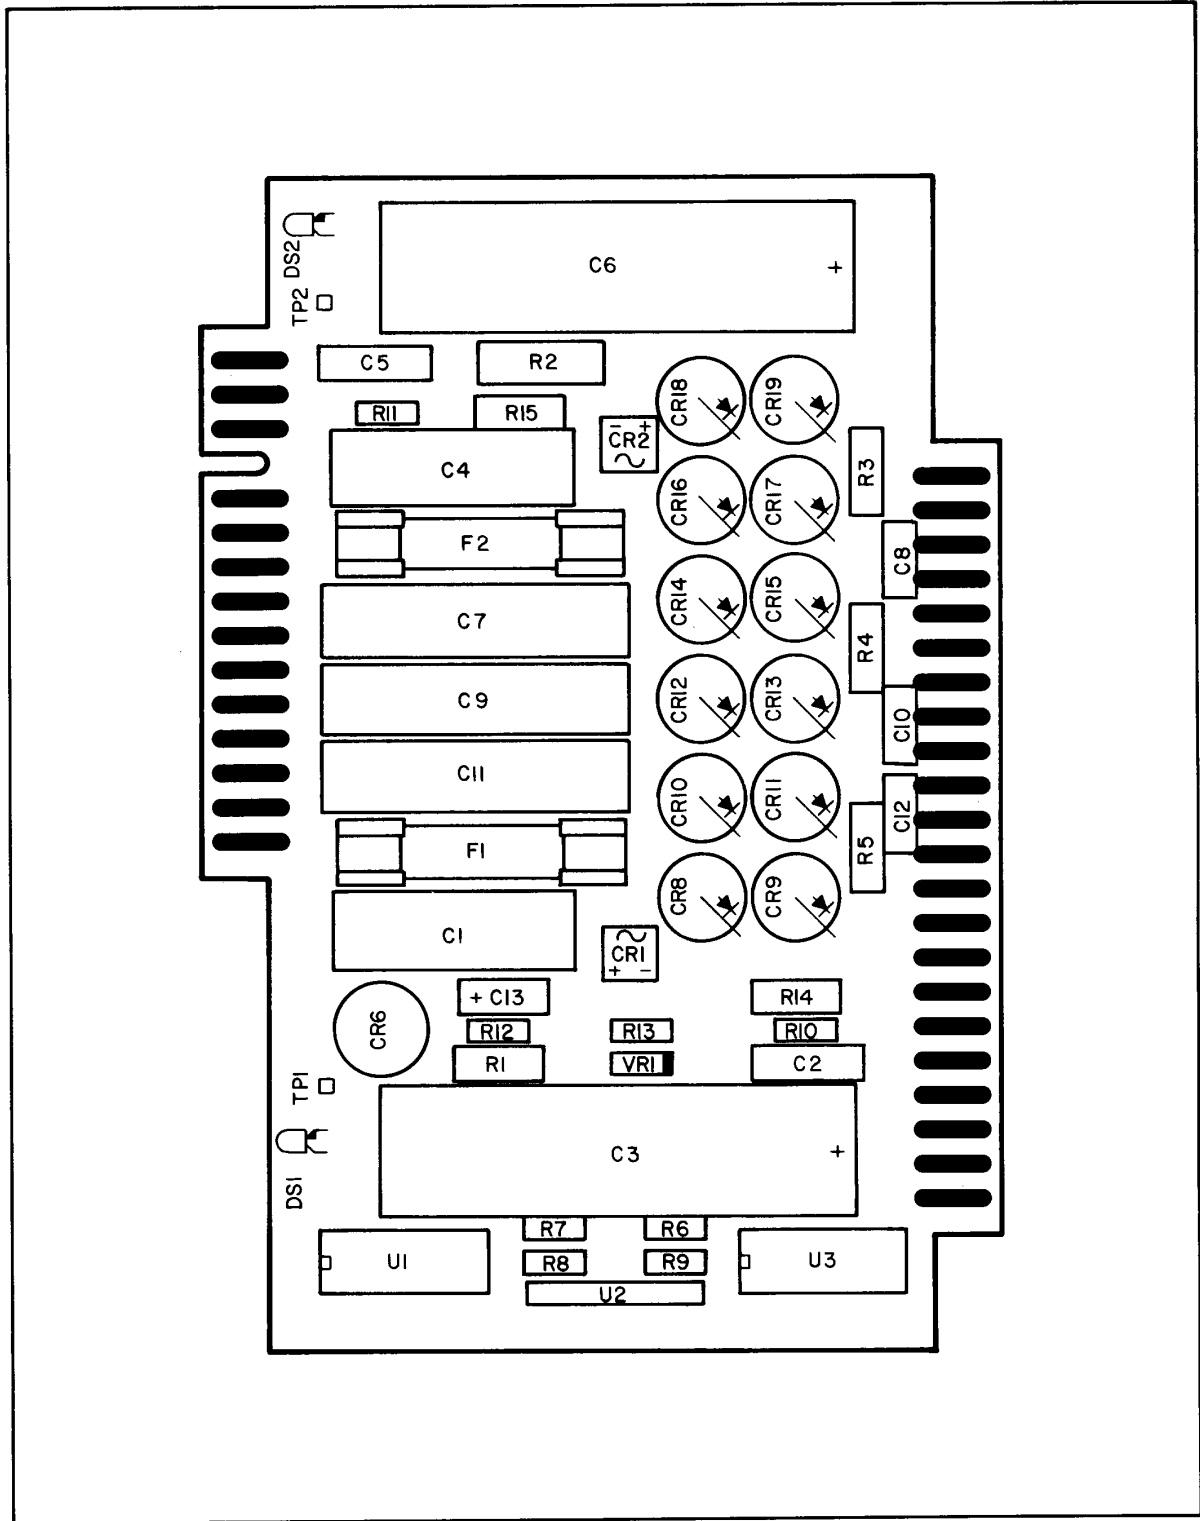 DS2
C6
+
TP2
C5
R2
CR18
CR19
R11
R15
- +
CR2
R3
C4
CR16
CR17
F2
C8
CR14
CR15
C7
R4
CR12
CR13
C9
C10
C11
CR10
CR11
C12
F1
R5
CR8
CR9
C1
CR1
+ -
+ C13
R14
CR6
R12
R13
R10
R1
VR1
C2
TP1
C3
+
DS1
R7
R6
U1
R8
R9
U3
U2